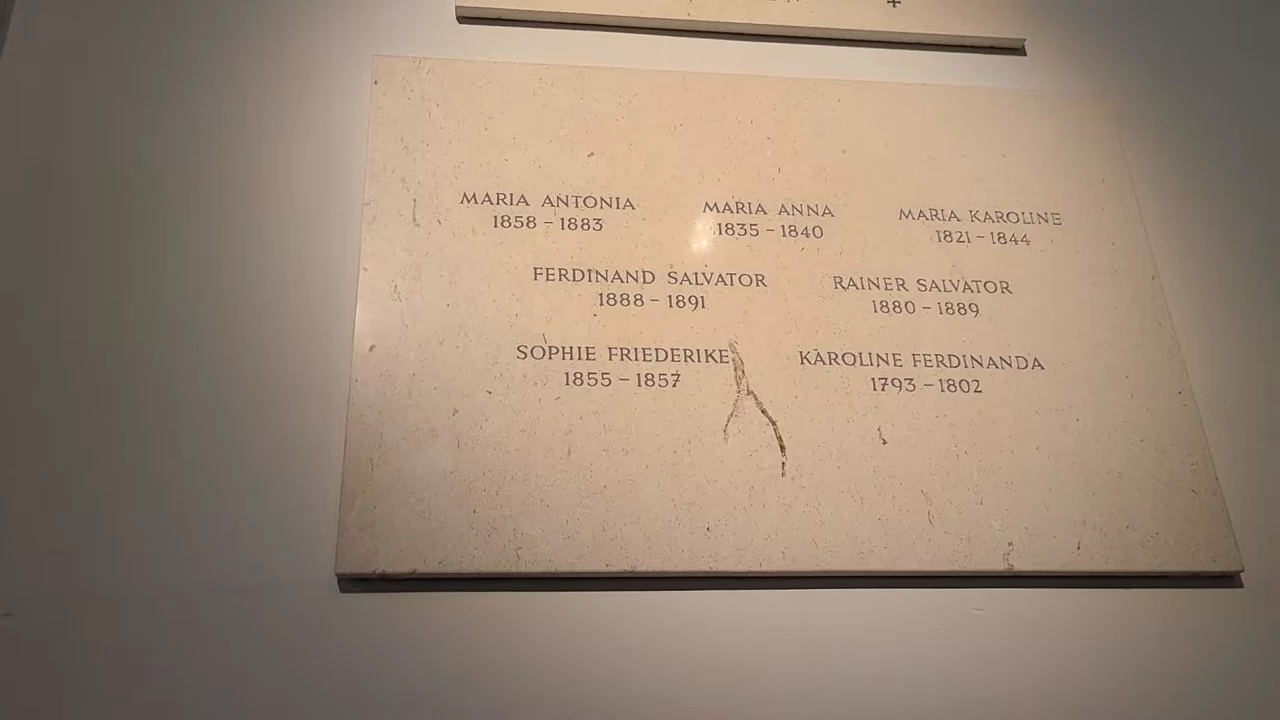 MARIA ANTONIA MARIA ANNA MARIA KAROLINE
1858 – 1883 1835 – 1840 1821 – 1844
FERDINAND SALVATOR RAINER SALVATOR
1888 – 1891 1880 – 1889
SOPHIE FRIEDERIKE KAROLINE FERDINANDA
1855 – 1857 1793 – 1802